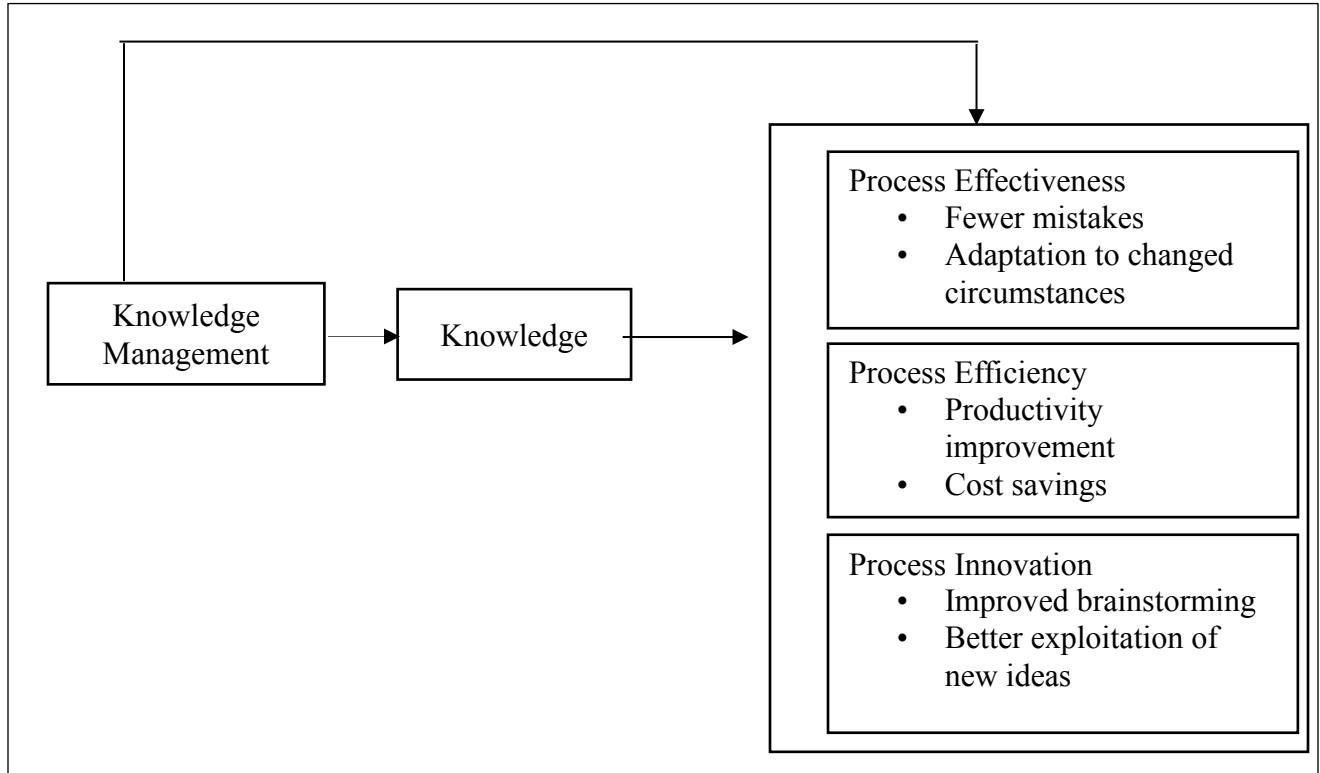 Knowledge
Management
Knowledge
Process Effectiveness
• Fewer mistakes
• Adaptation to changed
circumstances
Process Efficiency
• Productivity
improvement
• Cost savings
Process Innovation
• Improved brainstorming
• Better exploitation of
new ideas